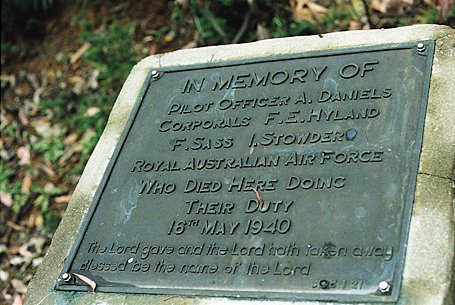 IN MEMORY OF
PILOT OFFICER A. DANIELS
CORPORALS F.E. HYLAND
F. SASS I. STOWDER
ROYAL AUSTRALIAN AIR FORCE
WHO DIED HERE DOING
THEIR DUTY
16TH MAY 1940
The Lord gave and the Lord hath taken away
Blessed be the name of the Lord
JOB 1 21